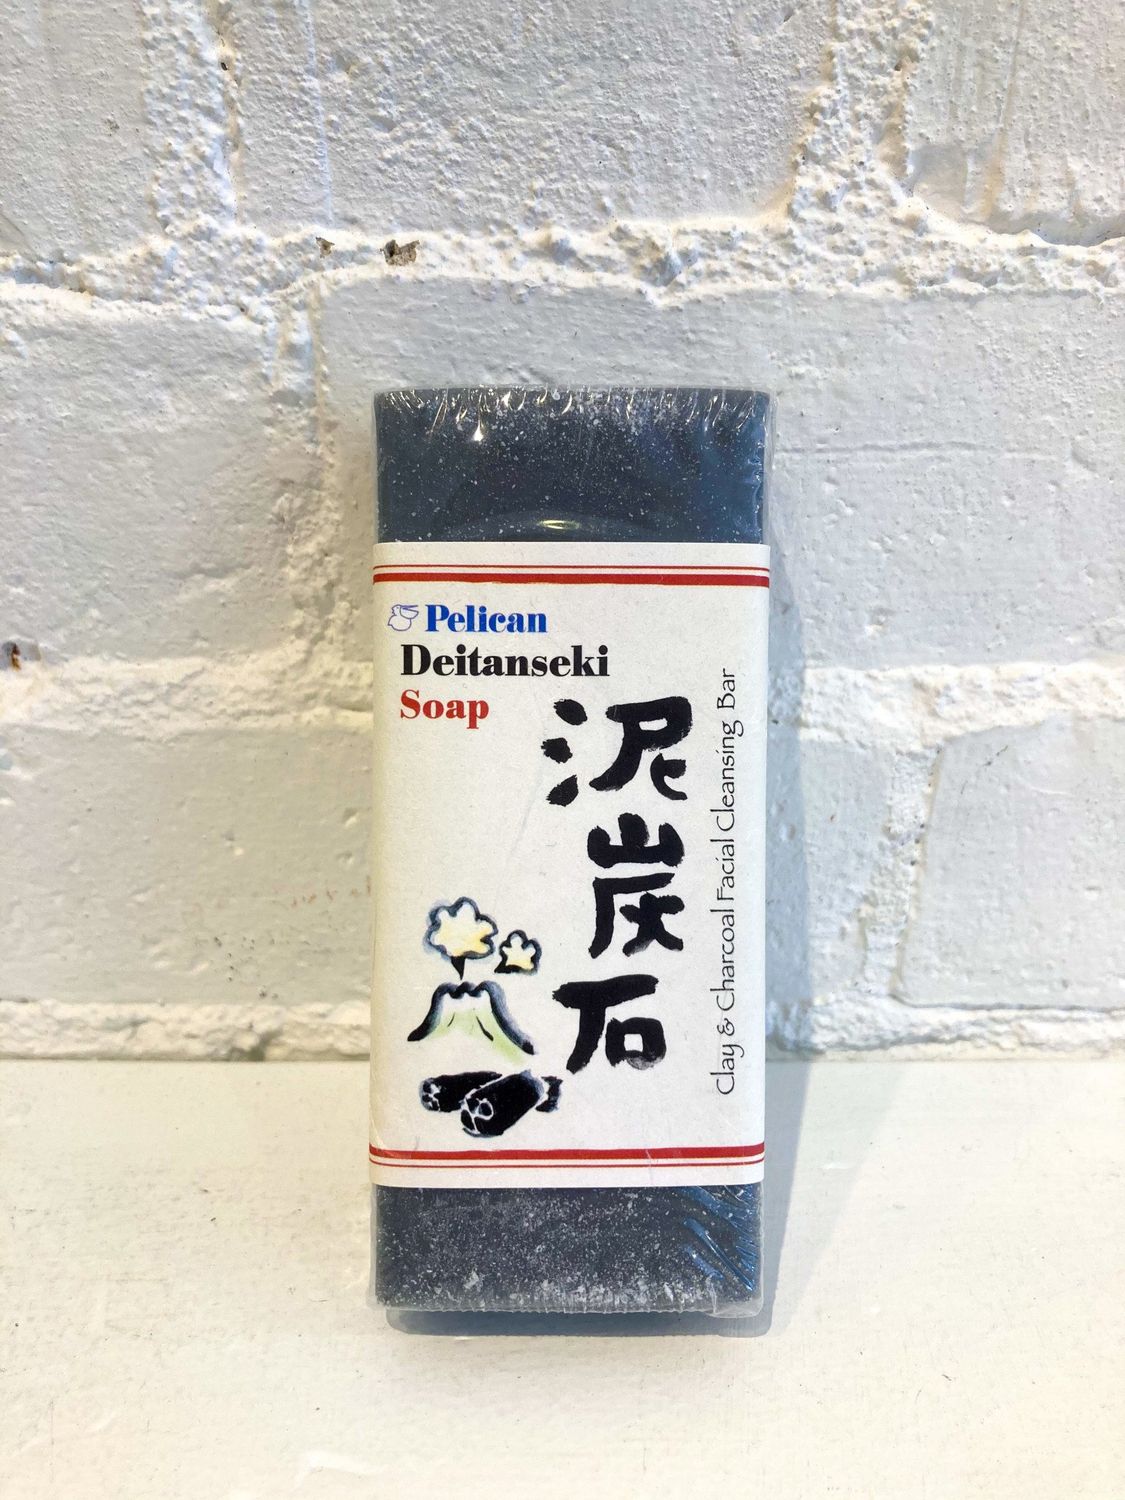 Pelican
Deitanseki
Soap
泥炭石
Clay & Charcoal Facial Cleansing Bar